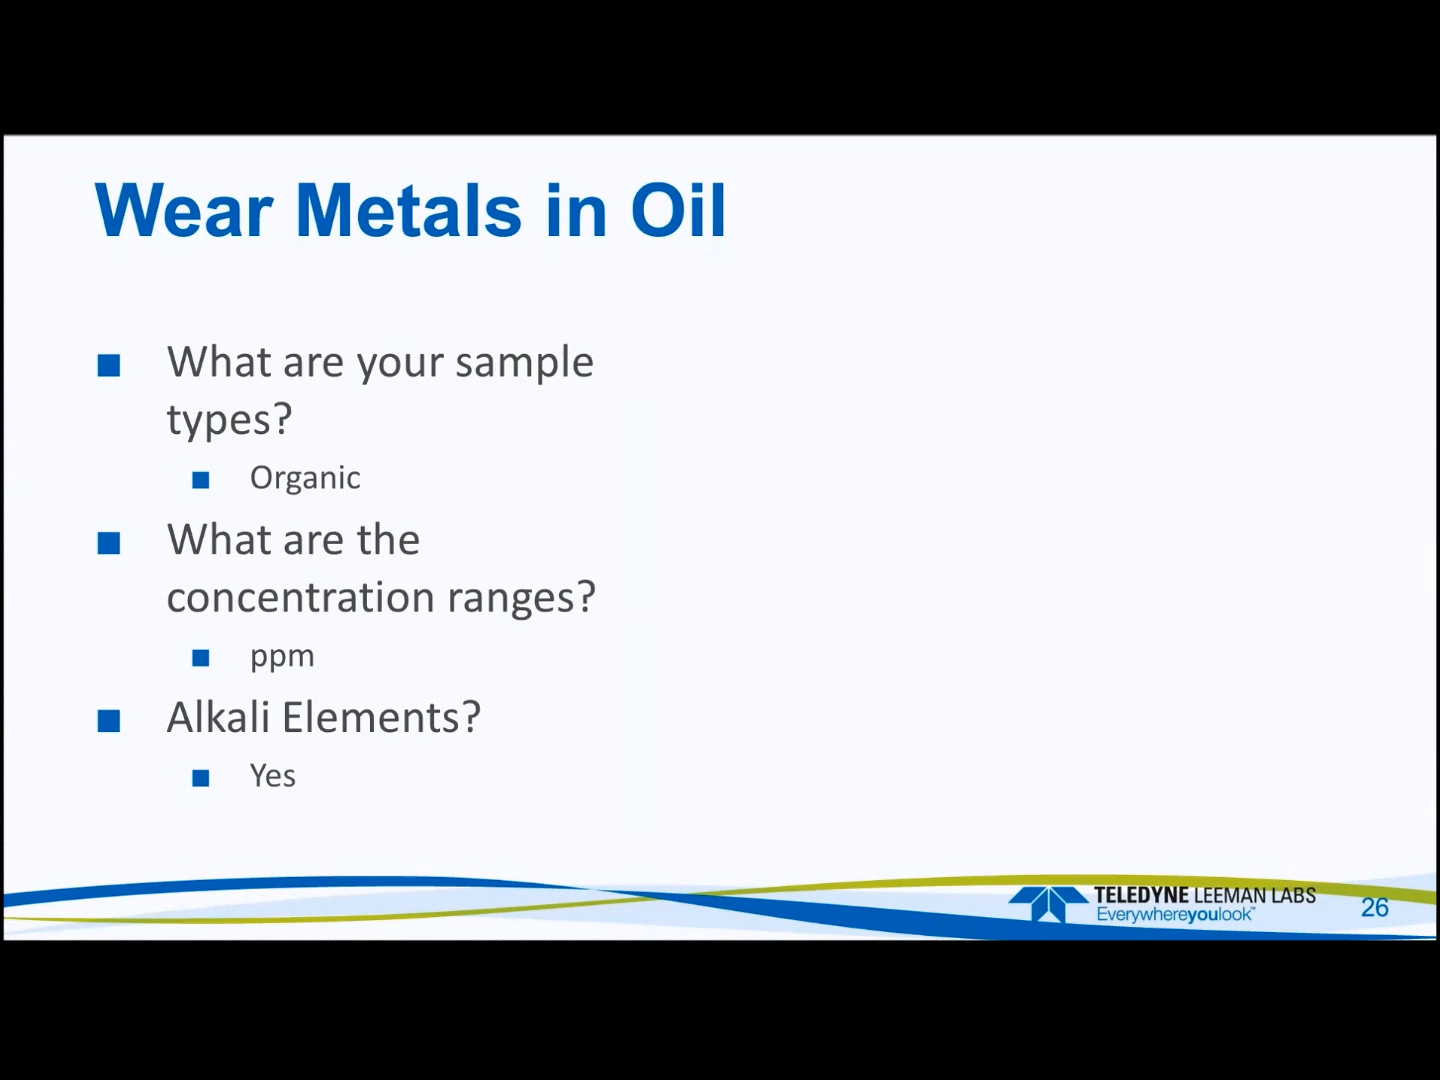 Wear Metals in Oil
What are your sample
types?
Organic
What are the
concentration ranges?
ppm
Alkali Elements?
Yes
TELEDYNE LEEMAN LABS
Everywhereyoulook™
26